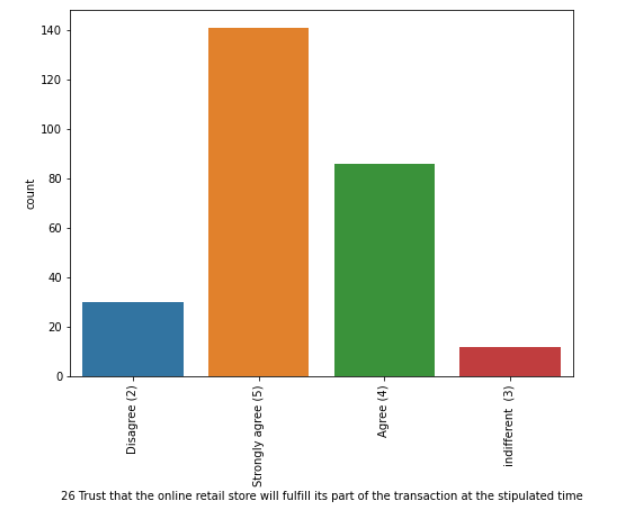 140
120
100
80
60
40
20
0
count
Disagree (2)
Strongly agree (5)
Agree (4)
indifferent  (3)
26 Trust that the online retail store will fulfill its part of the transaction at the stipulated time